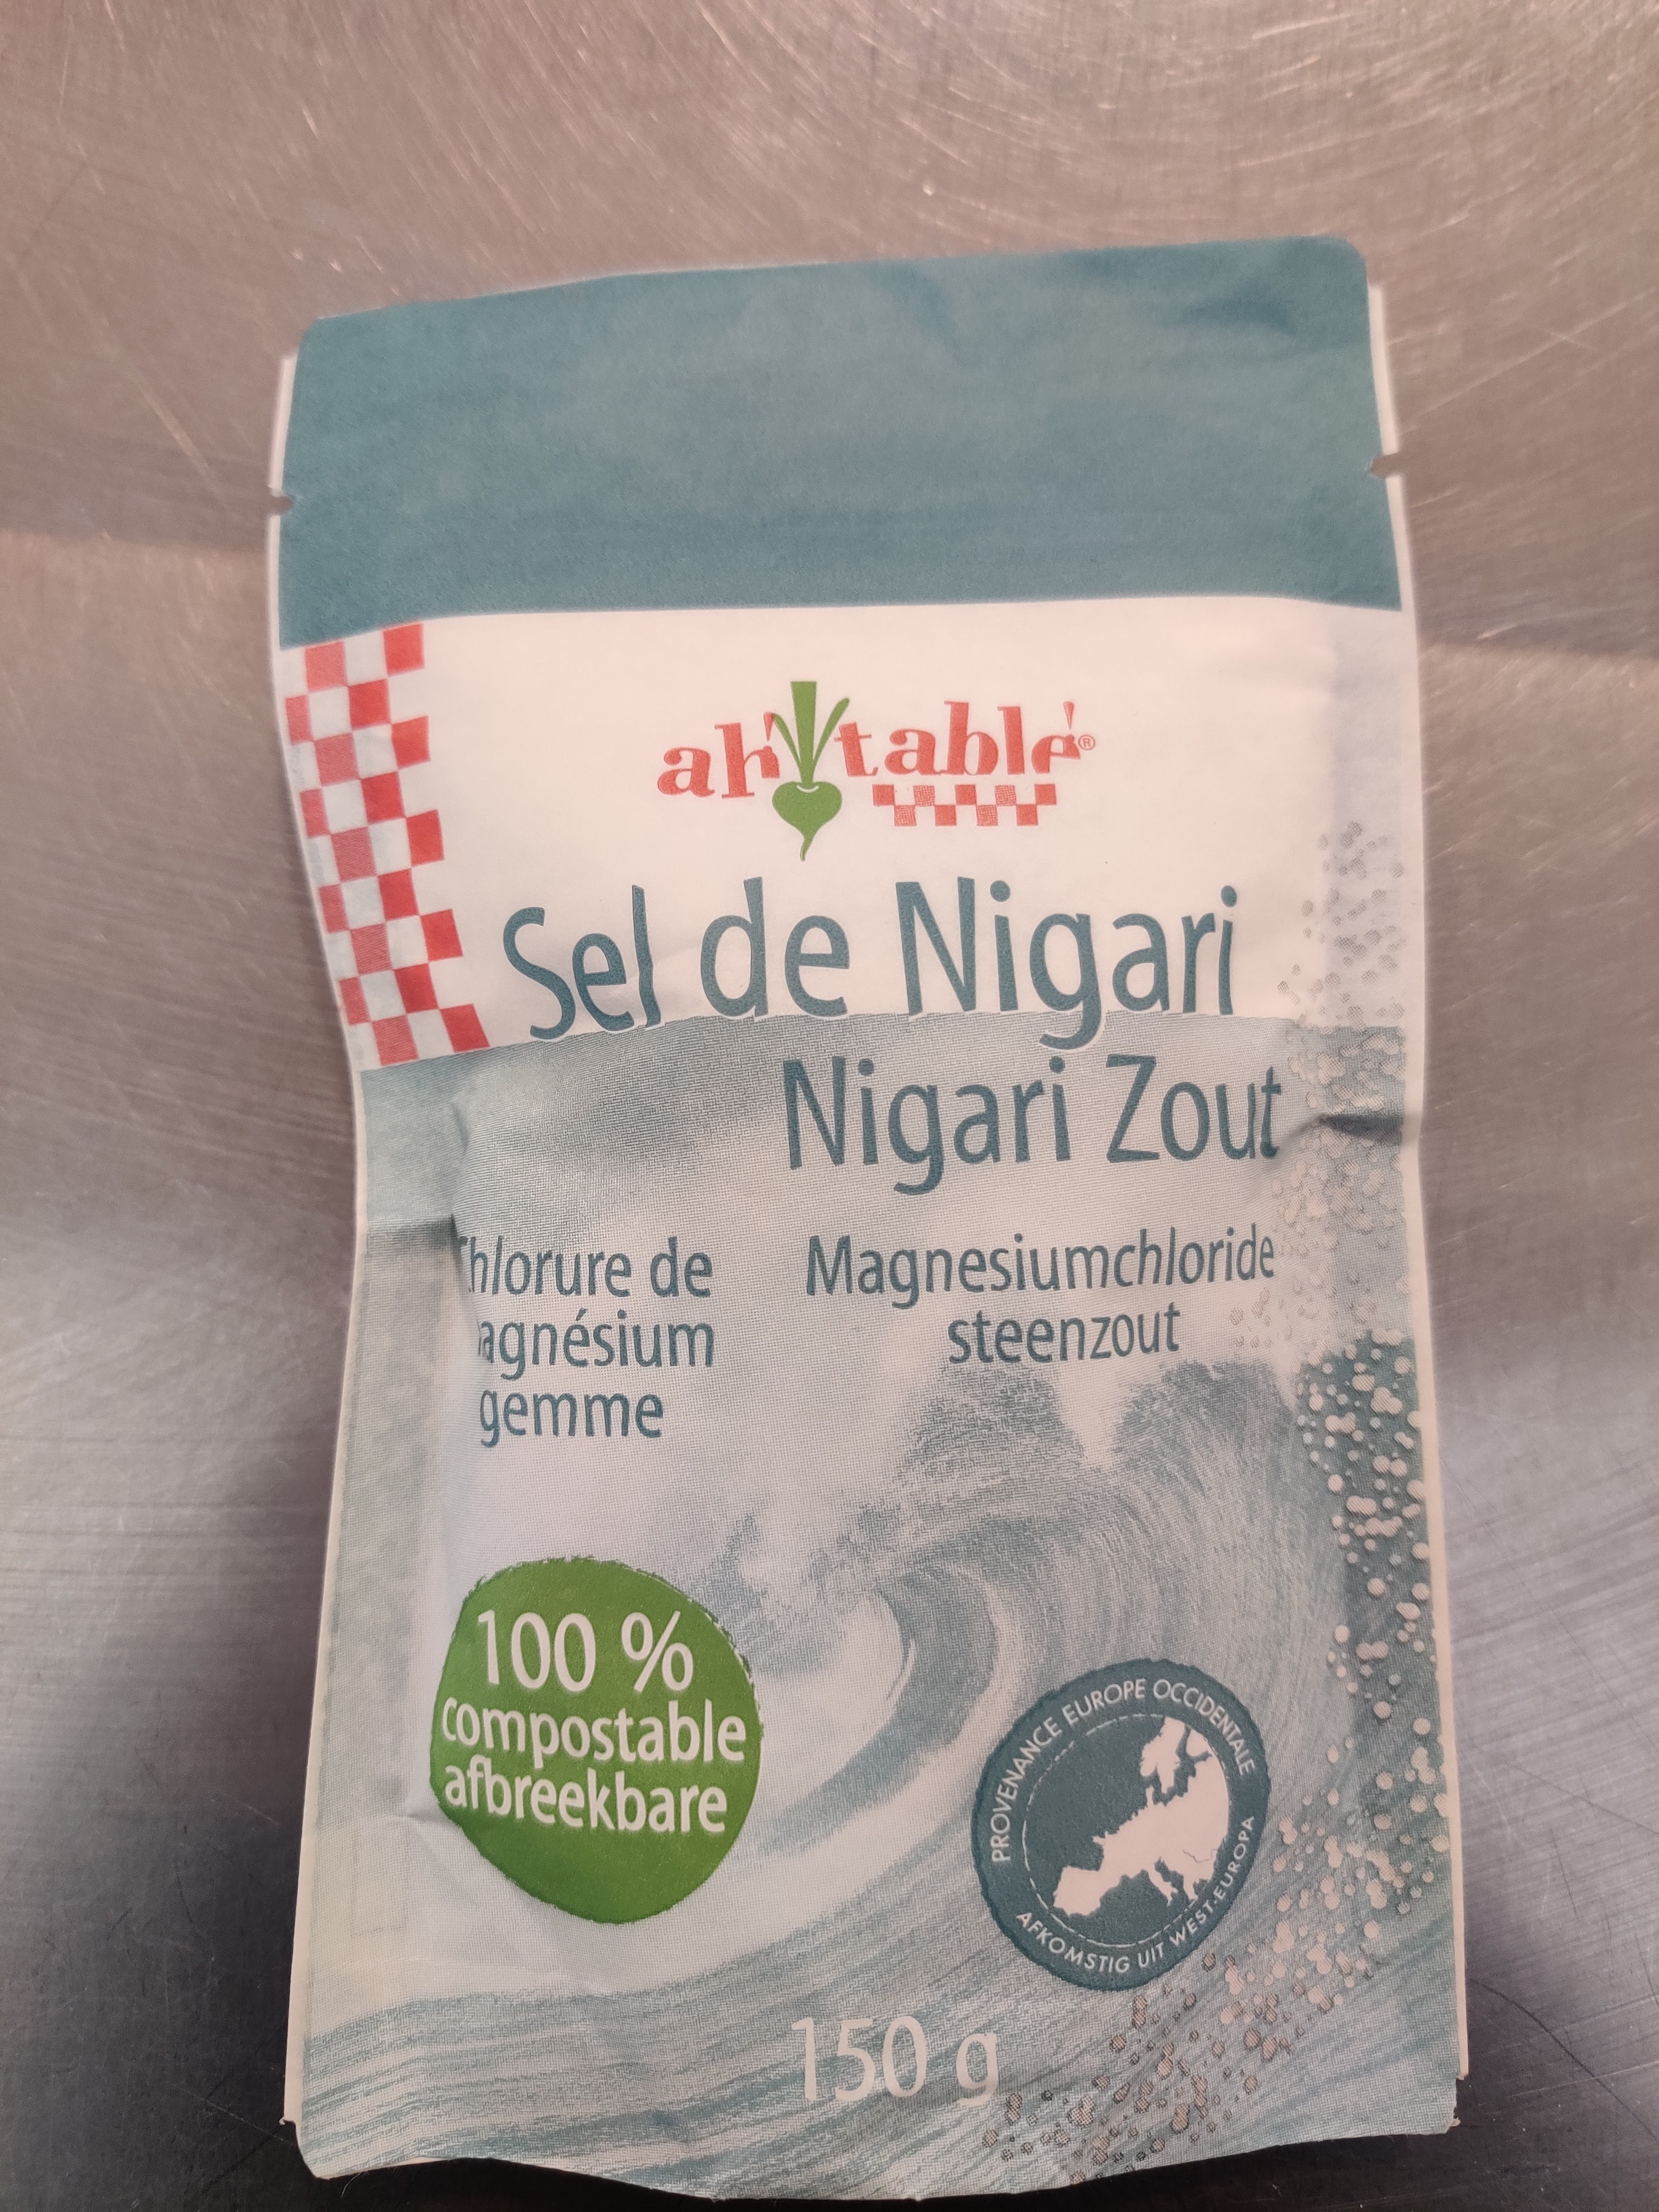 ah! table!®
Sel de Nigari
Nigari Zout
hlorure de
agnésium
gemme
Magnesiumchloride
steenzout
100 %
compostable
afbreekbare
PROVENANCE EUROPE OCCIDENTALE
AFKOMSTIG UIT WEST-EUROPA
150 g